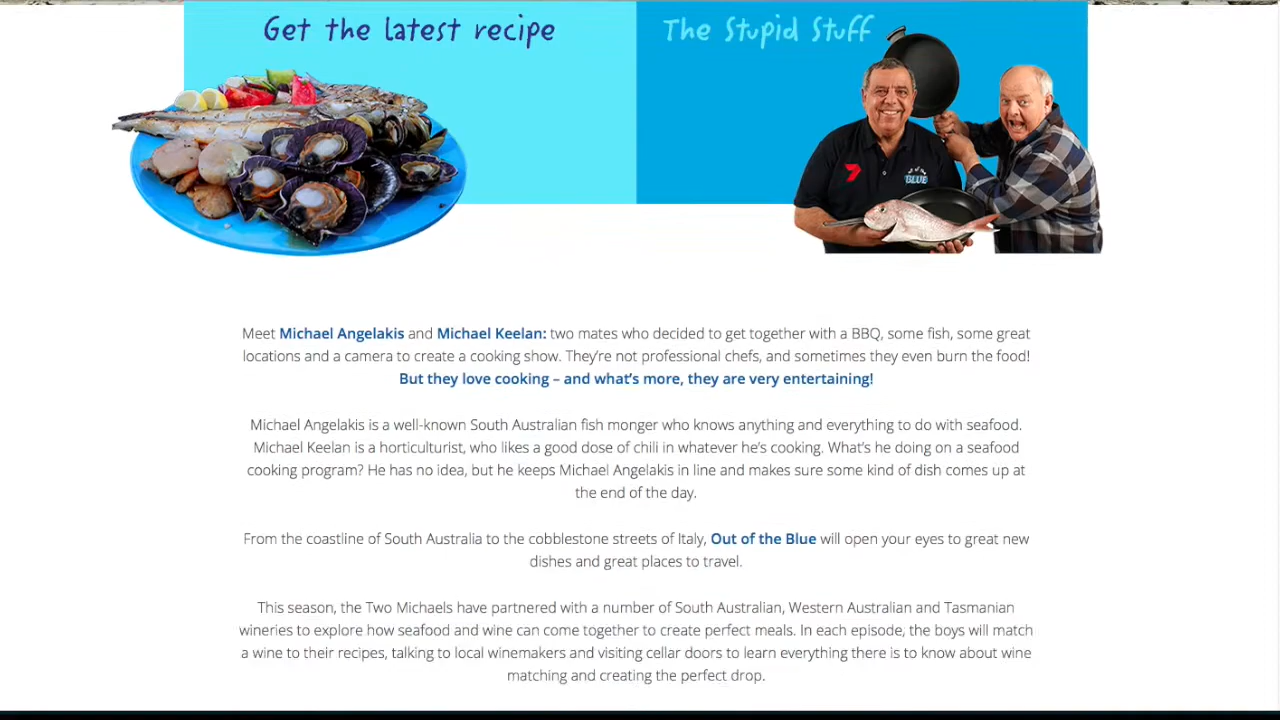 Get the latest recipe
The Stupid Stuff
7
BLUE
Meet Michael Angelakis and Michael Keelan: two mates who decided to get together with a BBQ, some fish, some great
locations and a camera to create a cooking show. They're not professional chefs, and sometimes they even burn the food!
But they love cooking – and what's more, they are very entertaining!
Michael Angelakis is a well-known South Australian fish monger who knows anything and everything to do with seafood.
Michael Keelan is a horticulturist, who likes a good dose of chili in whatever he's cooking. What's he doing on a seafood
cooking program? He has no idea, but he keeps Michael Angelakis in line and makes sure some kind of dish comes up at
the end of the day.
From the coastline of South Australia to the cobblestone streets of Italy, Out of the Blue will open your eyes to great new
dishes and great places to travel.
This season, the Two Michaels have partnered with a number of South Australian, Western Australian and Tasmanian
wineries to explore how seafood and wine can come together to create perfect meals. In each episode, the boys will match
a wine to their recipes, talking to local winemakers and visiting cellar doors to learn everything there is to know about wine
matching and creating the perfect drop.